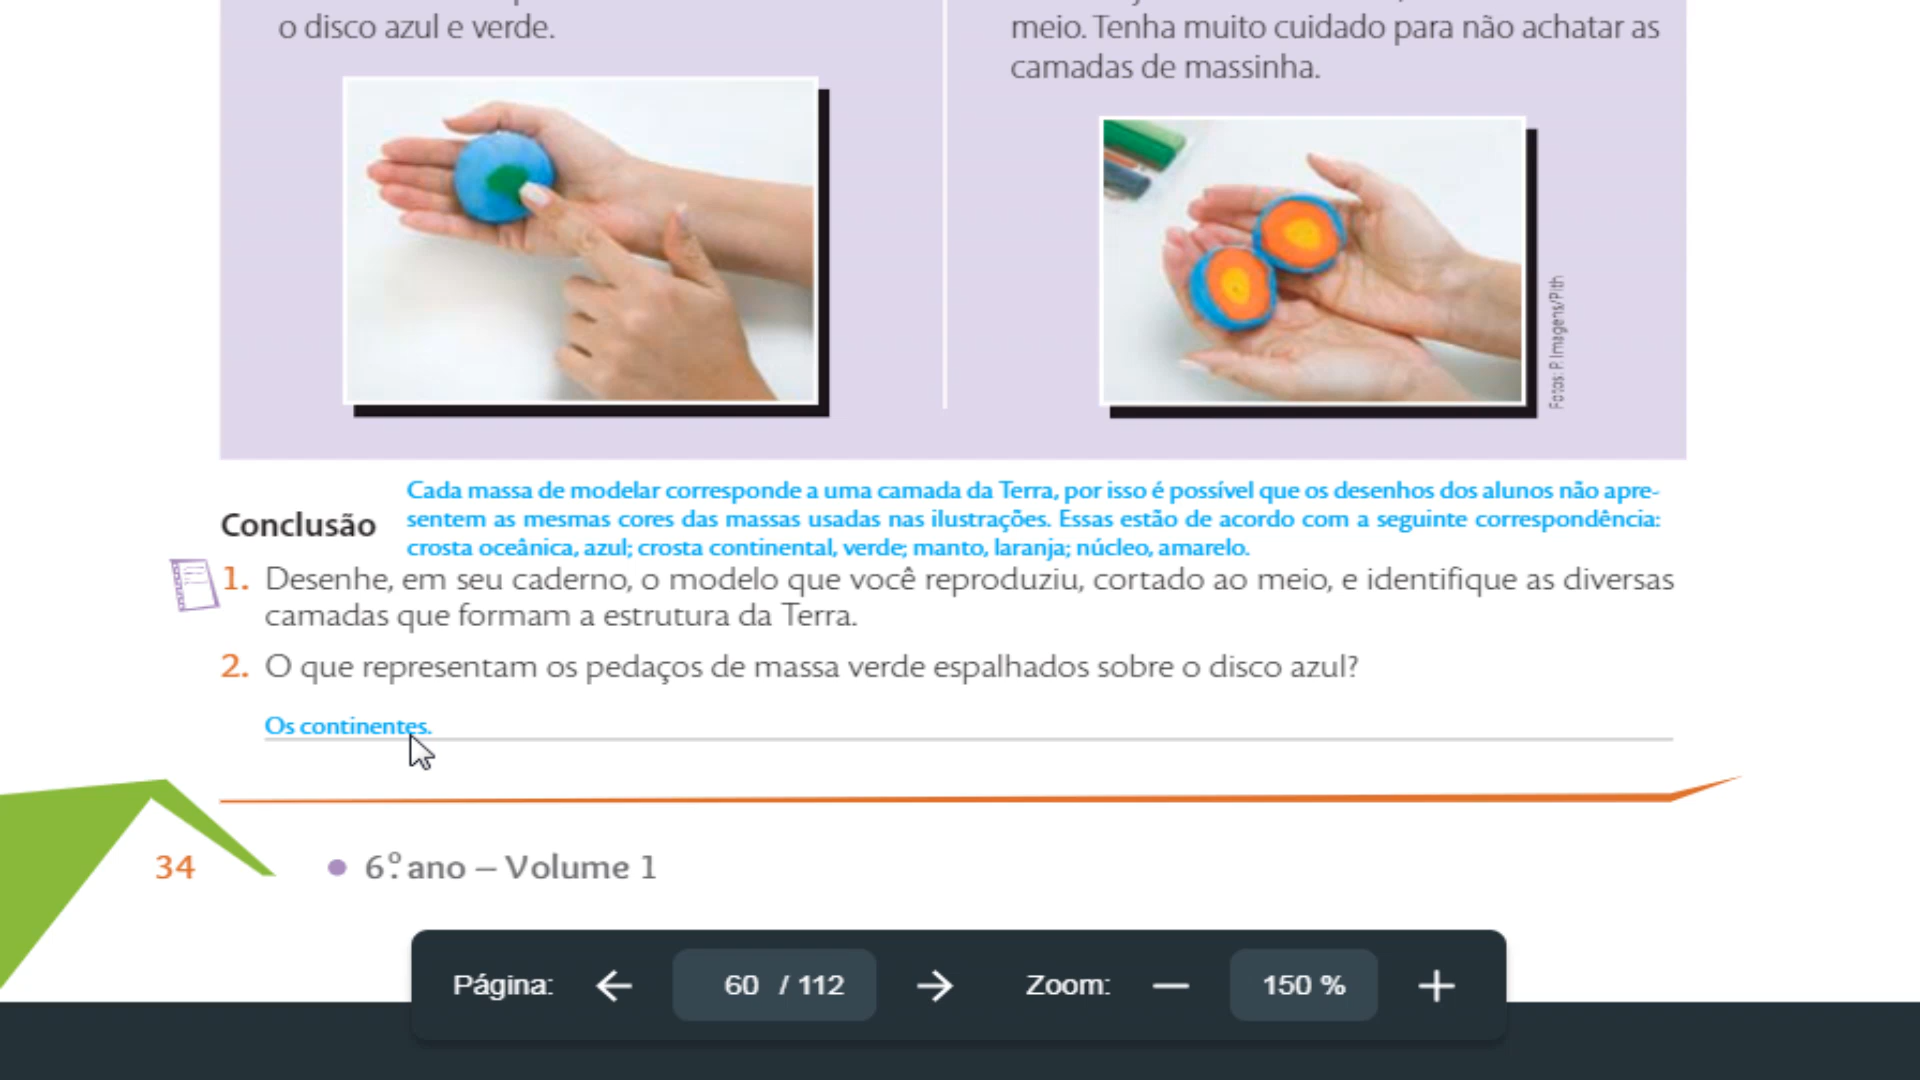 o disco azul e verde.
meio. Tenha muito cuidado para não achatar as
camadas de massinha.
Fotos: P. Imagens/Pith
Cada massa de modelar corresponde a uma camada da Terra, por isso é possível que os desenhos dos alunos não apre-
sentem as mesmas cores das massas usadas nas ilustrações. Essas estão de acordo com a seguinte correspondência:
crosta oceânica, azul; crosta continental, verde; manto, laranja; núcleo, amarelo.
Conclusão
1. Desenhe, em seu caderno, o modelo que você reproduziu, cortado ao meio, e identifique as diversas
camadas que formam a estrutura da Terra.
2. O que representam os pedaços de massa verde espalhados sobre o disco azul?
Os continentes.
34
6º. ano – Volume 1
Página: 60 / 112 Zoom: 150 %